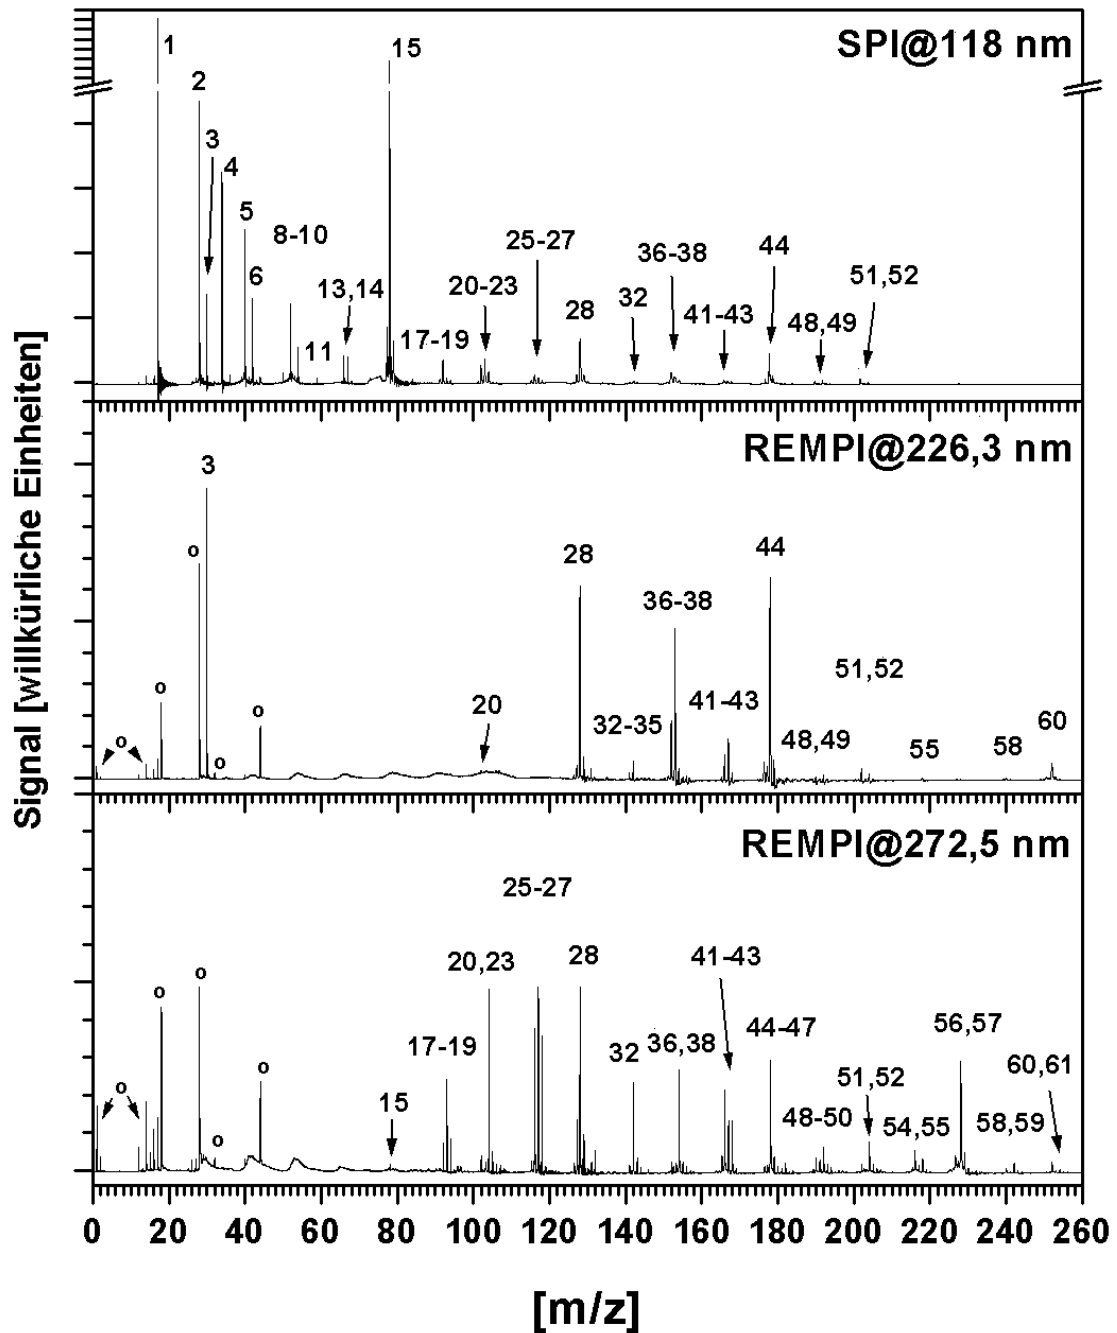 SPI@118 nm
1
15
2
3
4
5
8-10
6
13,14
11
17-19
20-23
25-27
28
32
36-38
41-43
44
48,49
51,52
REMPI@226,3 nm
3
o
o
o
o
o
20
28
32-35
36-38
41-43
44
48,49
51,52
55
58
60
REMPI@272,5 nm
25-27
o
o
o
o
o
15
17-19
20,23
28
32
36,38
41-43
44-47
48-50
51,52
54,55
56,57
58,59
60,61
Signal [willkürliche Einheiten]
0 20 40 60 80 100 120 140 160 180 200 220 240 260
[m/z]